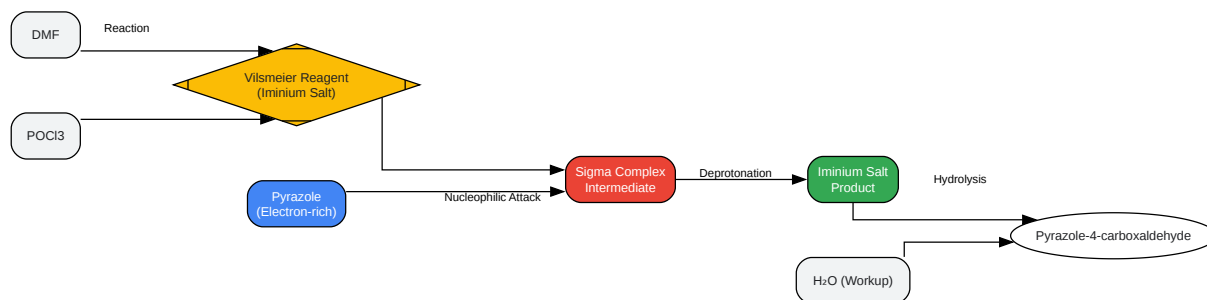 DMF
Reaction
Vilsmeier Reagent
(Iminium Salt)
POCl3
Pyrazole
(Electron-rich)
Nucleophilic Attack
Sigma Complex
Intermediate
Deprotonation
Iminium Salt
Product
Hydrolysis
Pyrazole-4-carboxaldehyde
H₂O (Workup)